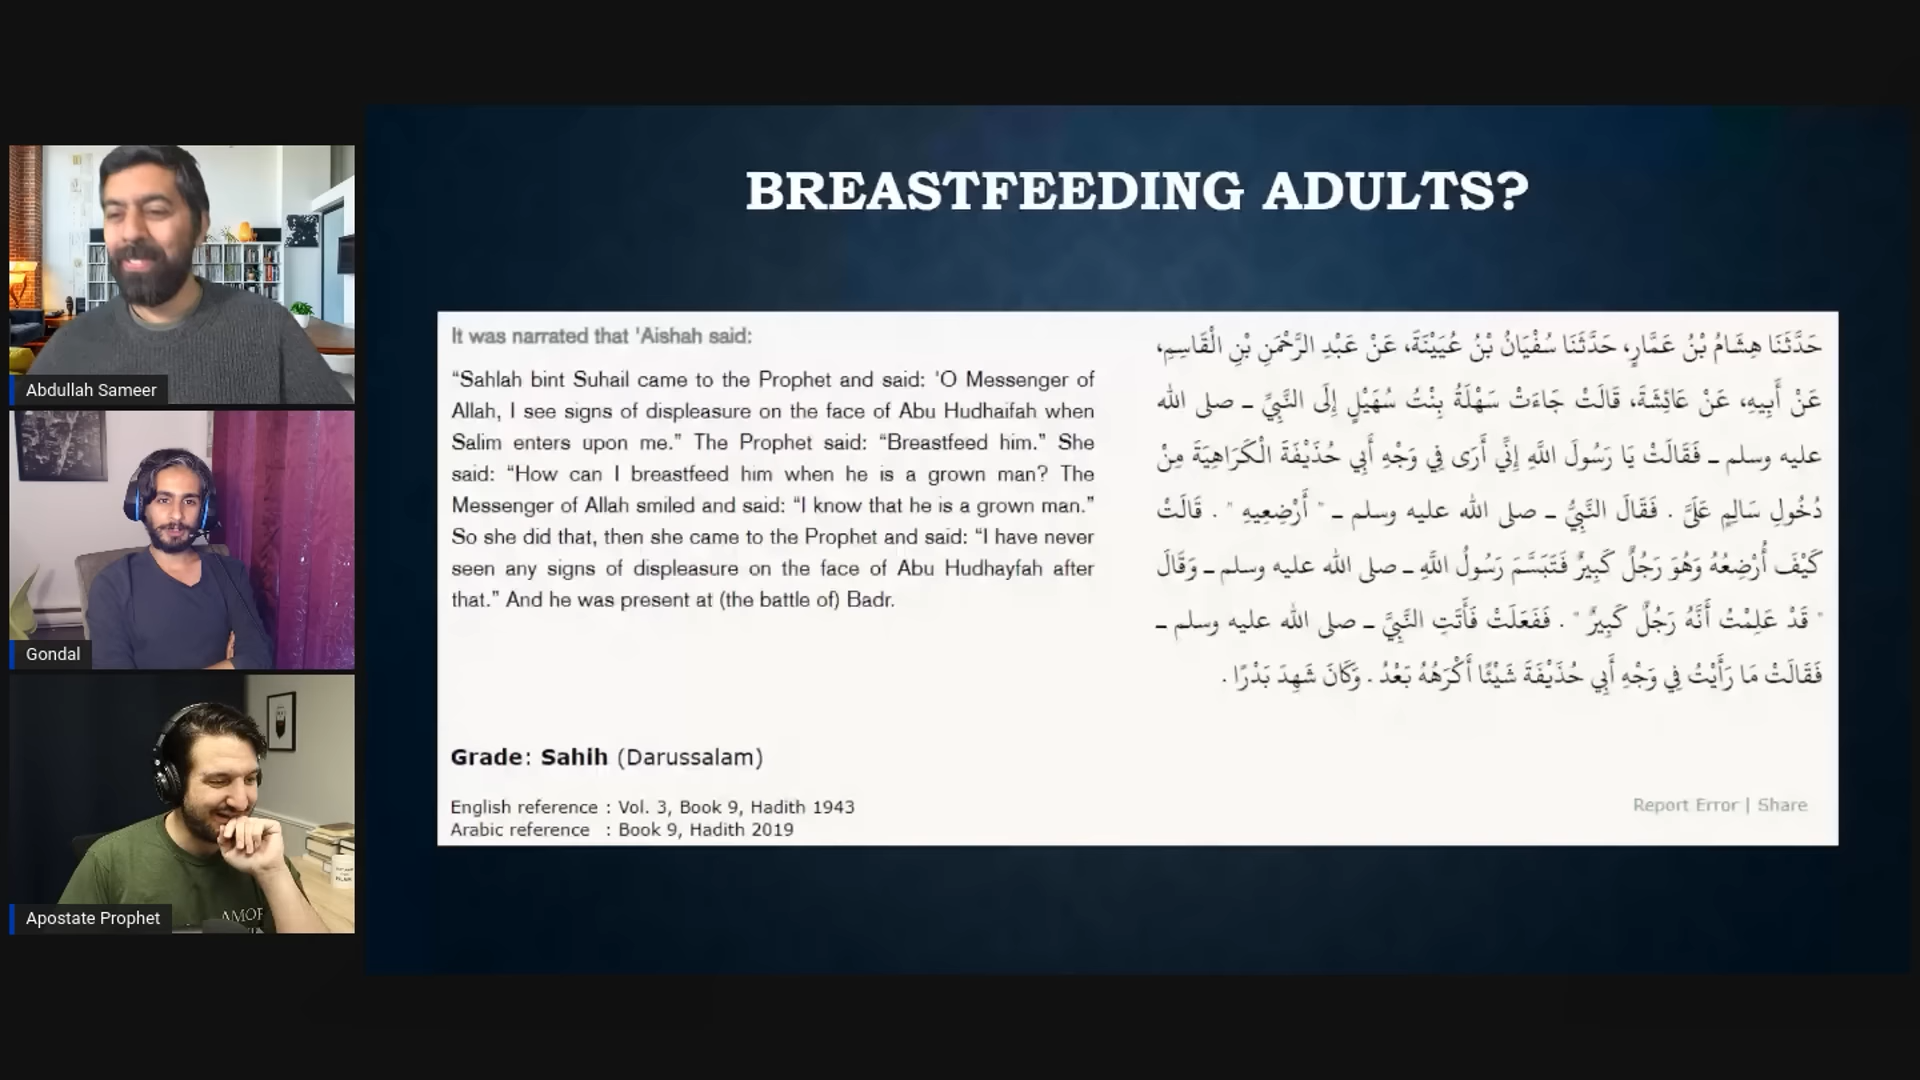 BREASTFEEDING ADULTS?
It was narrated that 'Aishah said:
“Sahlah bint Suhail came to the Prophet and said: 'O Messenger of
Allah, I see signs of displeasure on the face of Abu Hudhaifah when
Salim enters upon me.” The Prophet said: “Breastfeed him.” She
said: “How can I breastfeed him when he is a grown man? The
Messenger of Allah smiled and said: “I know that he is a grown man.”
So she did that, then she came to the Prophet and said: “I have never
seen any signs of displeasure on the face of Abu Hudhayfah after
that.” And he was present at (the battle of) Badr.
حَدَّثَنَا هِشَامُ بْنُ عَمَّارٍ، حَدَّثَنَا سُفْيَانُ بْنُ عُيَيْنَةَ، عَنْ عَبْدِ الرَّحْمَنِ بْنِ الْقَاسِمِ،
عَنْ أَبِيهِ، عَنْ عَائِشَةَ، قَالَتْ جَاءَتْ سَهْلَةُ بِنْتُ سُهَيْلٍ إِلَى النَّبِيِّ ـ صلى الله
عليه وسلم ـ فَقَالَتْ يَا رَسُولَ اللَّهِ إِنِّي أَرَى فِي وَجْهِ أَبِي حُذَيْفَةَ الْكَرَاهِيَةَ مِنْ
دُخُولِ سَالِمٍ عَلَىَّ . فَقَالَ النَّبِيُّ ـ صلى الله عليه وسلم ـ " أَرْضِعِيهِ " . قَالَتْ
كَيْفَ أُرْضِعُهُ وَهُوَ رَجُلٌ كَبِيرٌ فَتَبَسَّمَ رَسُولُ اللَّهِ ـ صلى الله عليه وسلم ـ وَقَالَ
" قَدْ عَلِمْتُ أَنَّهُ رَجُلٌ كَبِيرٌ " . فَفَعَلَتْ فَأَتَتِ النَّبِيَّ ـ صلى الله عليه وسلم ـ
فَقَالَتْ مَا رَأَيْتُ فِي وَجْهِ أَبِي حُذَيْفَةَ شَيْئًا أَكْرَهُهُ بَعْدُ . وَكَانَ شَهِدَ بَدْرًا .
Grade: Sahih (Darussalam)
English reference : Vol. 3, Book 9, Hadith 1943
Arabic reference : Book 9, Hadith 2019
Report Error | Share
Abdullah Sameer
Gondal
Apostate Prophet
AMOR